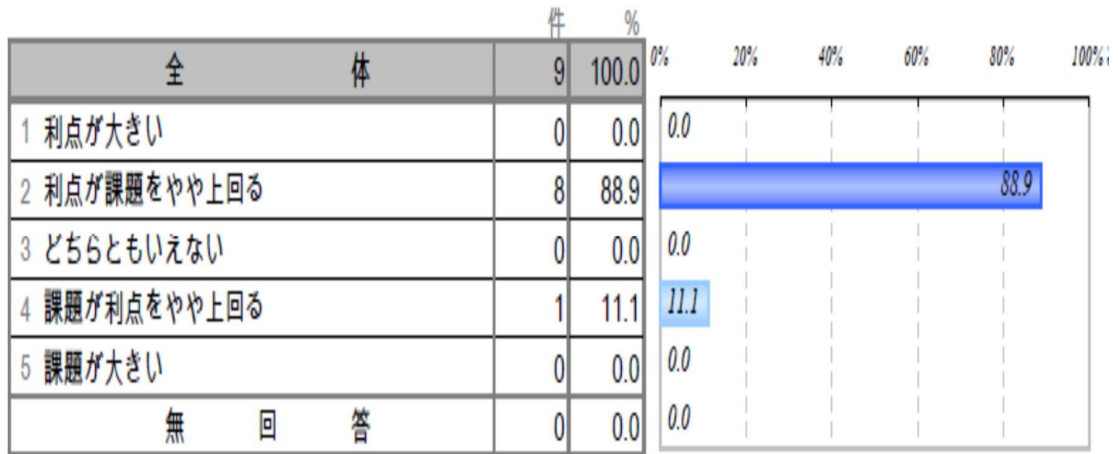 件 %
全 体 9 100.0
0% 20% 40% 60% 80% 100%
1 利点が大きい 0 0.0 0.0
2 利点が課題をやや上回る 8 88.9 88.9
3 どちらともいえない 0 0.0 0.0
4 課題が利点をやや上回る 1 11.1 11.1
5 課題が大きい 0 0.0 0.0
無 回 答 0 0.0 0.0